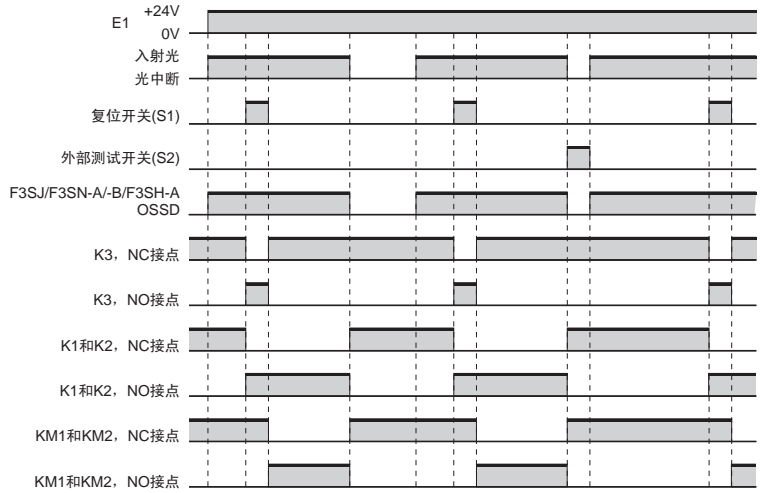 E1
+24V
0V
入射光
光中断
复位开关(S1)
外部测试开关(S2)
F3SJ/F3SN-A/-B/F3SH-A
OSSD
K3，NC接点
K3，NO接点
K1和K2，NC接点
K1和K2，NO接点
KM1和KM2，NC接点
KM1和KM2，NO接点